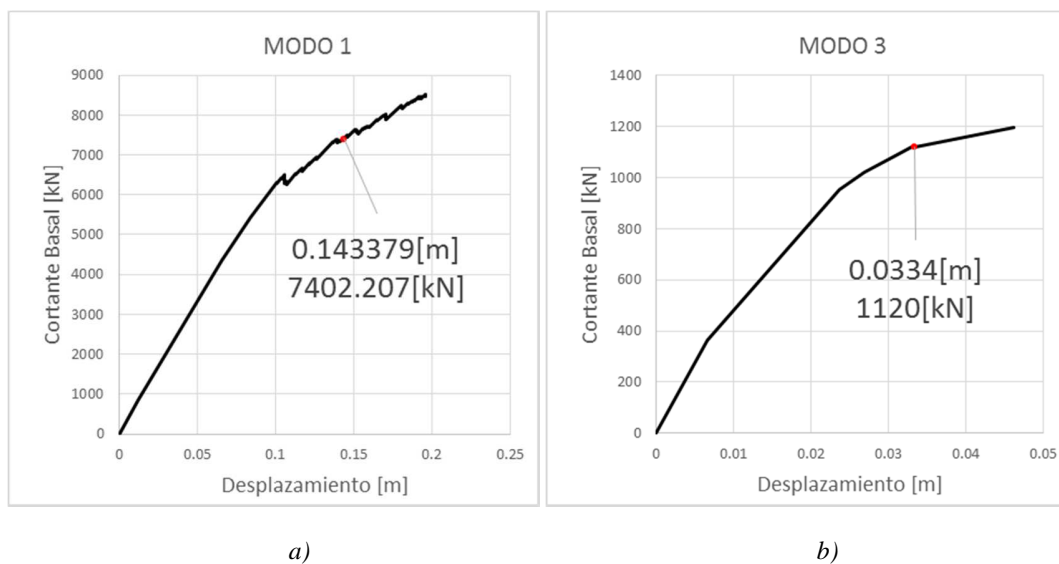 MODO 1
9000
8000
7000
6000
5000
4000
3000
2000
1000
0
Cortante Basal [kN]
0.143379[m]
7402.207[kN]
0 0.05 0.1 0.15 0.2 0.25
Desplazamiento [m]
a)
MODO 3
1400
1200
1000
800
600
400
200
0
Cortante Basal [kN]
0.0334[m]
1120[kN]
0 0.01 0.02 0.03 0.04 0.05
Desplazamiento [m]
b)